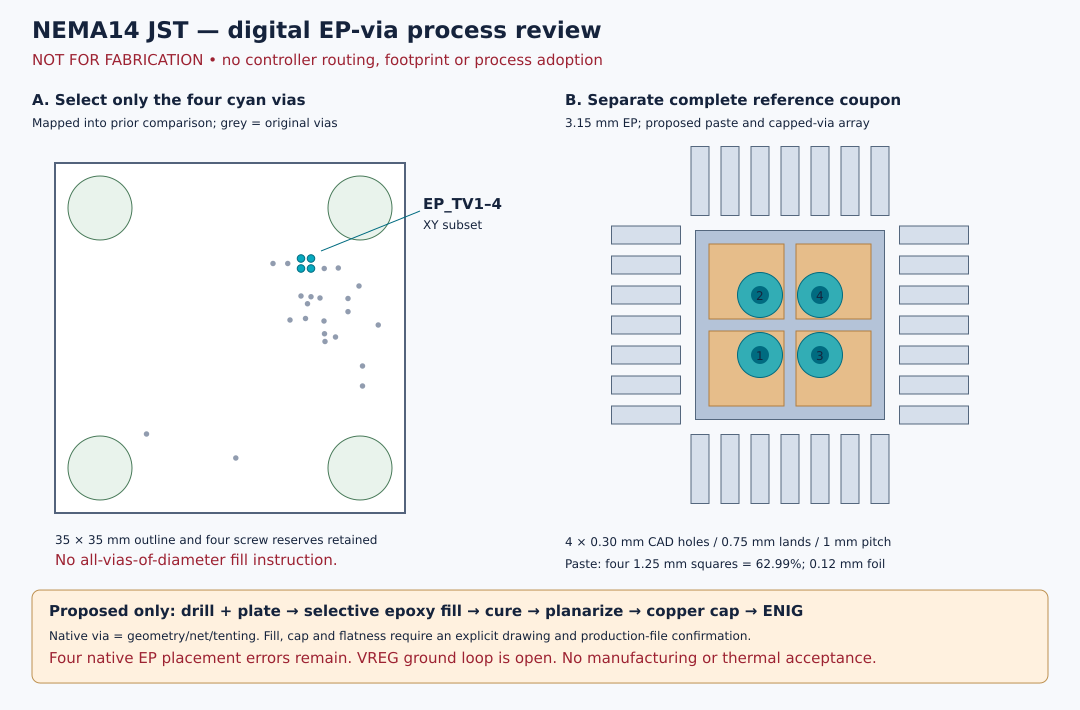 NEMA14 JST — digital EP-via process review
NOT FOR FABRICATION • no controller routing, footprint or process adoption
A. Select only the four cyan vias
Mapped into prior comparison; grey = original vias
EP_TV1–4
XY subset
35 × 35 mm outline and four screw reserves retained
No all-vias-of-diameter fill instruction.
B. Separate complete reference coupon
3.15 mm EP; proposed paste and capped-via array
2 4
1 3
4 × 0.30 mm CAD holes / 0.75 mm lands / 1 mm pitch
Paste: four 1.25 mm squares = 62.99%; 0.12 mm foil
Proposed only: drill + plate → selective epoxy fill → cure → planarize → copper cap → ENIG
Native via = geometry/net/tenting. Fill, cap and flatness require an explicit drawing and production-file confirmation.
Four native EP placement errors remain. VREG ground loop is open. No manufacturing or thermal acceptance.